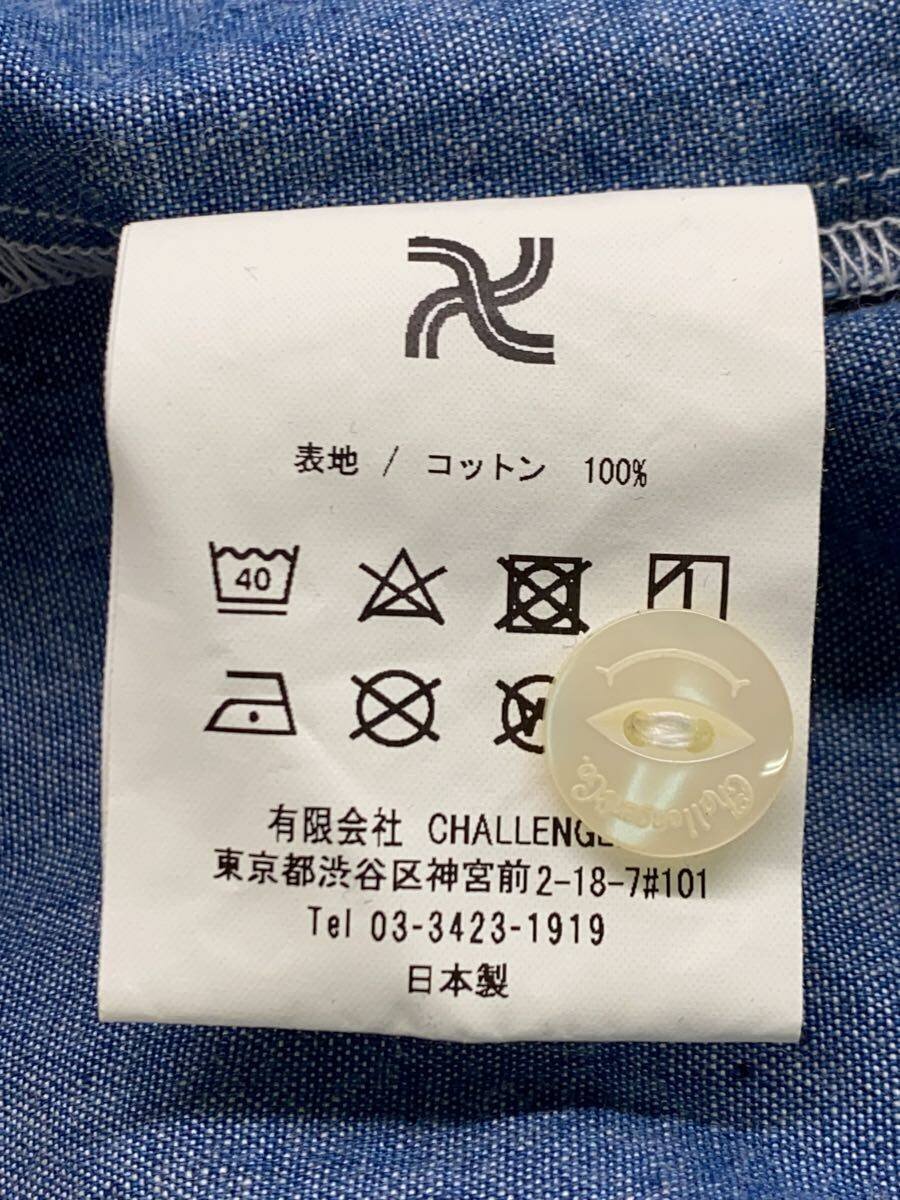 表地 / コットン 100%
40
有限会社
東京都渋谷区神宮前2-18-7#101
Tel 03-3423-1919
日本製